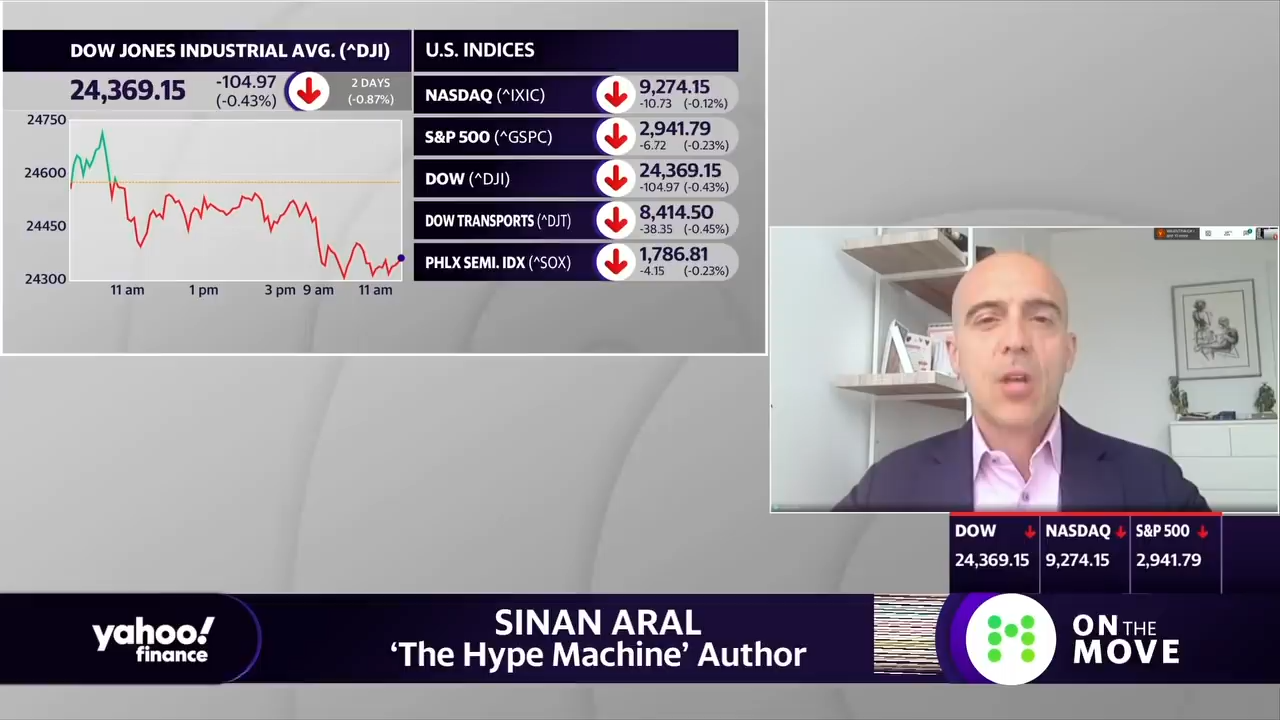 DOW JONES INDUSTRIAL AVG. (^DJI)
24,369.15
-104.97
(-0.43%)
2 DAYS
(-0.87%)
24750
24600
24450
24300
11 am
1 pm
3 pm
9 am
11 am
U.S. INDICES
NASDAQ (^IXIC)
9,274.15
-10.73 (-0.12%)
S&P 500 (^GSPC)
2,941.79
-6.72 (-0.23%)
DOW (^DJI)
24,369.15
-104.97 (-0.43%)
DOW TRANSPORTS (^DJT)
8,414.50
-38.35 (-0.45%)
PHLX SEMI. IDX (^SOX)
1,786.81
-4.15 (-0.23%)
DOW
24,369.15
NASDAQ
9,274.15
S&P 500
2,941.79
yahoo!
finance
SINAN ARAL
‘The Hype Machine’ Author
ON THE
MOVE